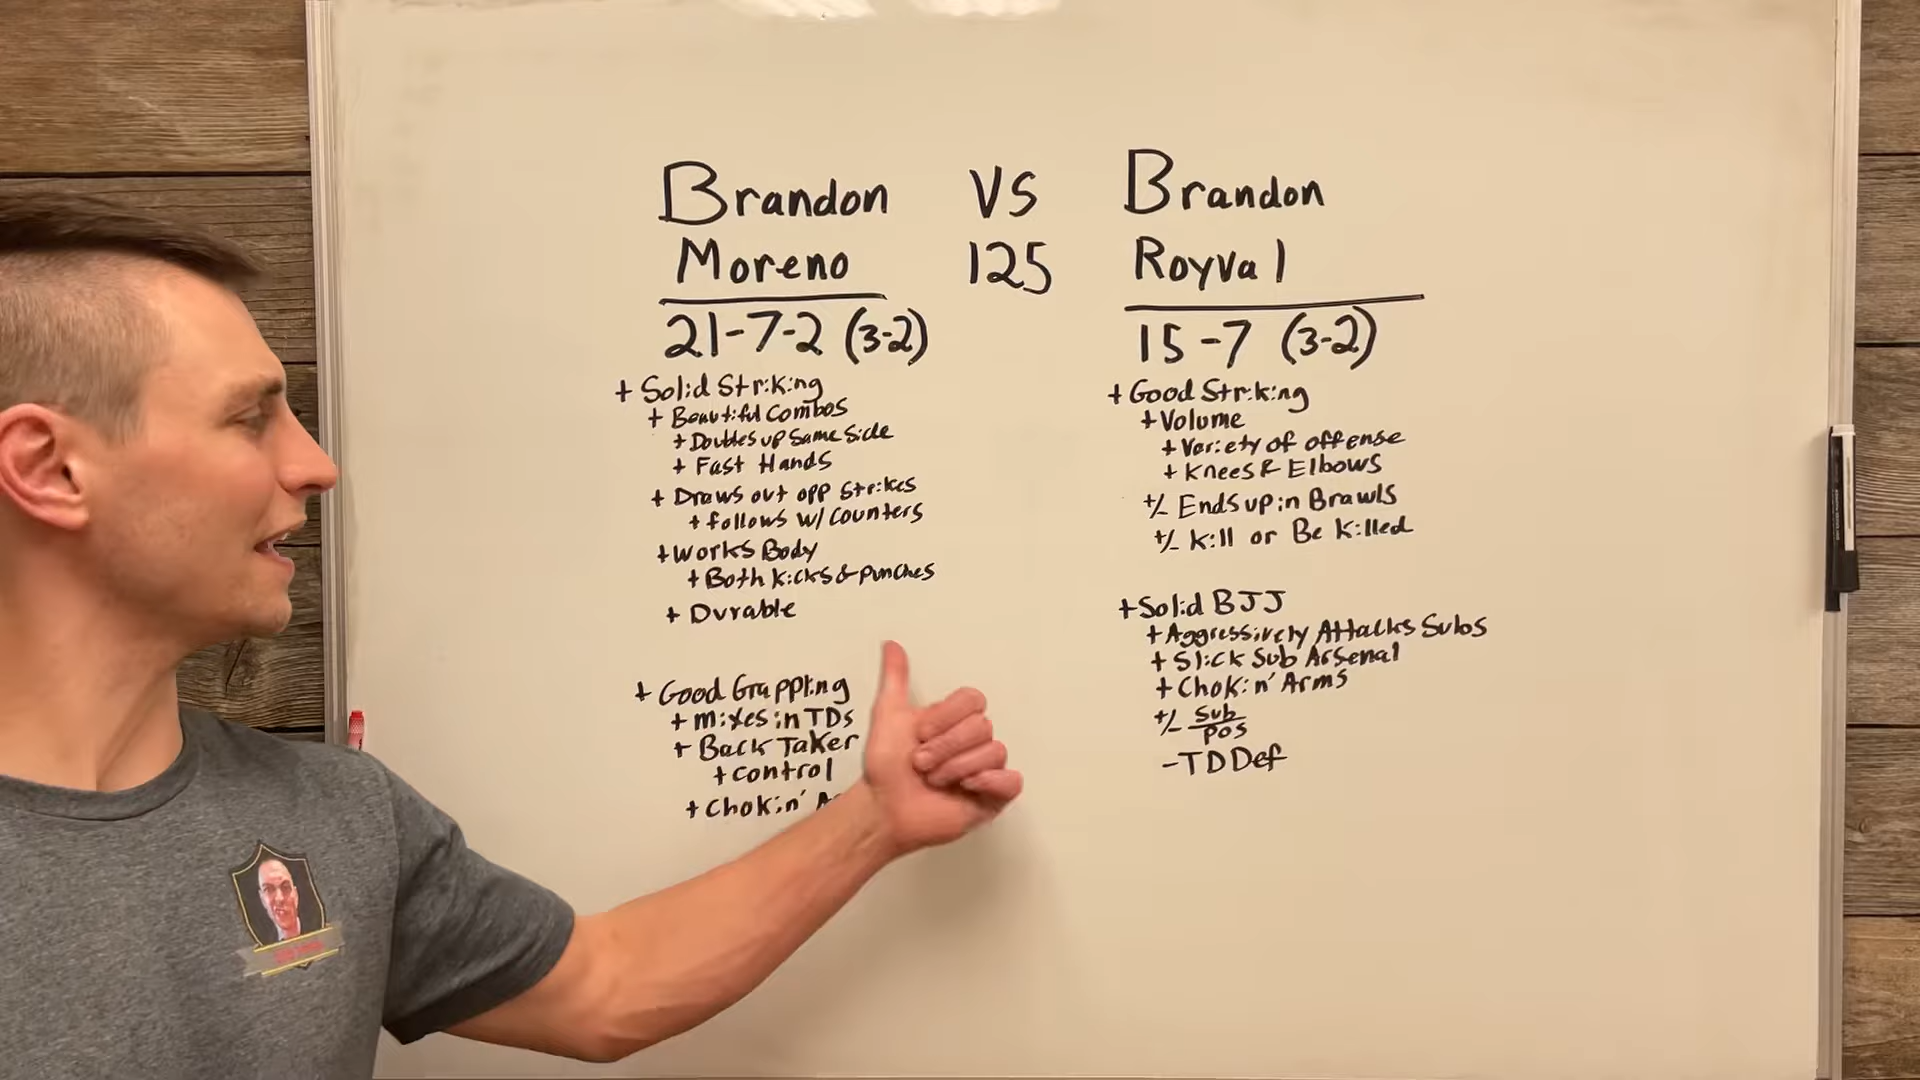 Brandon VS Brandon
Moreno 125 Royval
21-7-2 (3-2)
+ Solid Striking
+ Beautiful Combos
+ Doubles up Same Side
+ Fast Hands
+ Draws out opp Strikes
+ follows w/ Counters
+ Works Body
+ Both Kicks & Punches
+ Durable
+ Good Grappling
+ mixes in TDs
+ Back Taker
+ control
+ Chokin'
15-7 (3-2)
+ Good Striking
+ Volume
+ Variety of offense
+ Knees & Elbows
+/- Ends up in Brawls
+/- Kill or Be Killed
+ Solid BJJ
+ Aggressively Attacks Subs
+ Slick Sub Arsenal
+ Chokin' Arms
+/- Sub
Pos
- TD Def